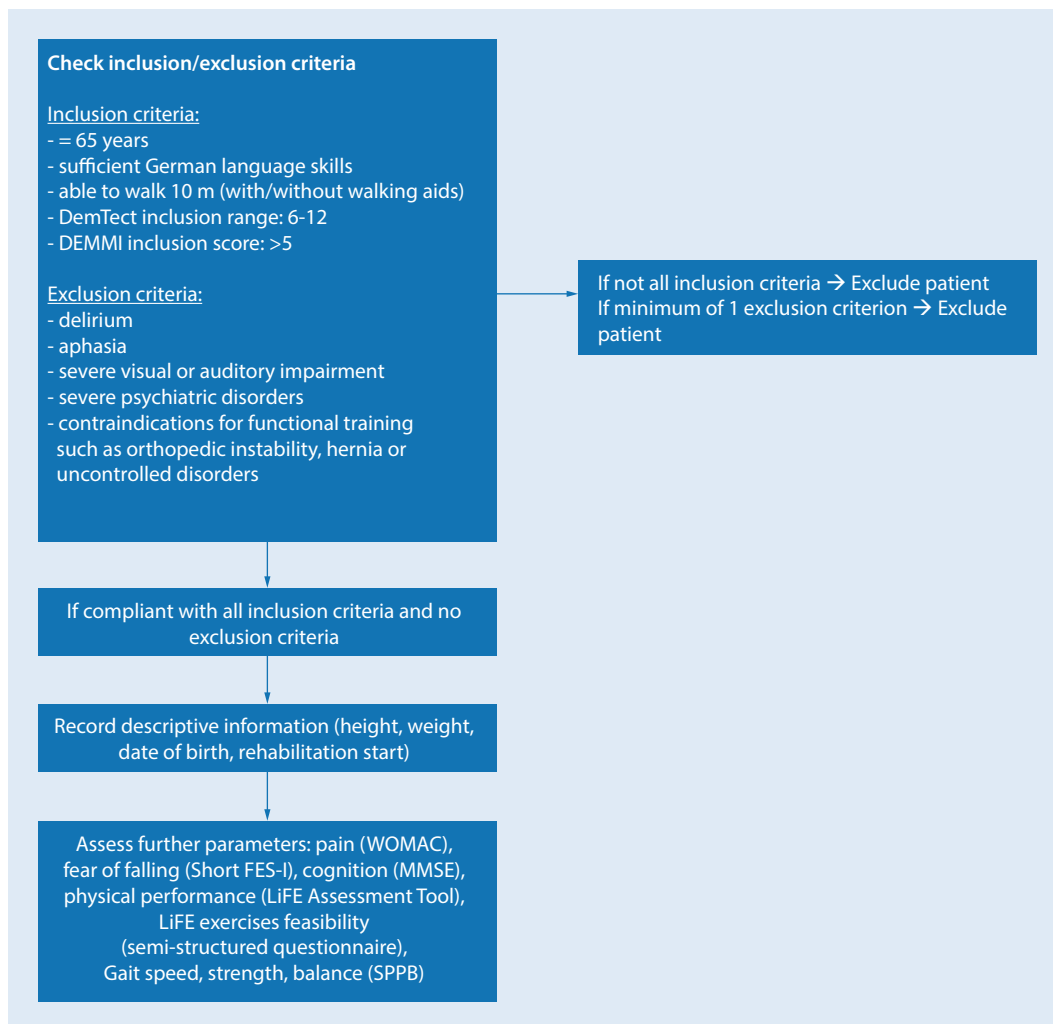 Check inclusion/exclusion criteria
Inclusion criteria:
- = 65 years
- sufficient German language skills
- able to walk 10 m (with/without walking aids)
- DemTect inclusion range: 6-12
- DEMMI inclusion score: >5
Exclusion criteria:
- delirium
- aphasia
- severe visual or auditory impairment
- severe psychiatric disorders
- contraindications for functional training
such as orthopedic instability, hernia or
uncontrolled disorders
If not all inclusion criteria → Exclude patient
If minimum of 1 exclusion criterion → Exclude
patient
If compliant with all inclusion criteria and no
exclusion criteria
Record descriptive information (height, weight,
date of birth, rehabilitation start)
Assess further parameters: pain (WOMAC),
fear of falling (Short FES-I), cognition (MMSE),
physical performance (LiFE Assessment Tool),
LiFE exercises feasibility
(semi-structured questionnaire),
Gait speed, strength, balance (SPPB)